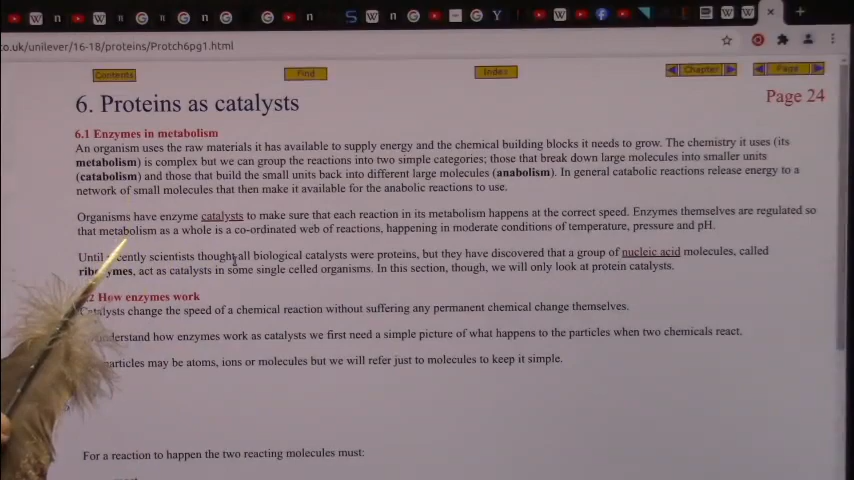 co.uk/unilever/16-18/proteins/Protch6pg1.html
Contents
Find
Index
Chapter
Page
6. Proteins as catalysts
Page 24
6.1 Enzymes in metabolism
An organism uses the raw materials it has available to supply energy and the chemical building blocks it needs to grow. The chemistry it uses (its
metabolism) is complex but we can group the reactions into two simple categories; those that break down large molecules into smaller units
(catabolism) and those that build the small units back into different large molecules (anabolism). In general catabolic reactions release energy to a
network of small molecules that then make it available for the anabolic reactions to use.
Organisms have enzyme catalysts to make sure that each reaction in its metabolism happens at the correct speed. Enzymes themselves are regulated so
that metabolism as a whole is a co-ordinated web of reactions, happening in moderate conditions of temperature, pressure and pH.
Until recently scientists thought all biological catalysts were proteins, but they have discovered that a group of nucleic acid molecules, called
ribozymes, act as catalysts in some single celled organisms. In this section, though, we will only look at protein catalysts.
2 How enzymes work
Catalysts change the speed of a chemical reaction without suffering any permanent chemical change themselves.
understand how enzymes work as catalysts we first need a simple picture of what happens to the particles when two chemicals react.
particles may be atoms, ions or molecules but we will refer just to molecules to keep it simple.
For a reaction to happen the two reacting molecules must: